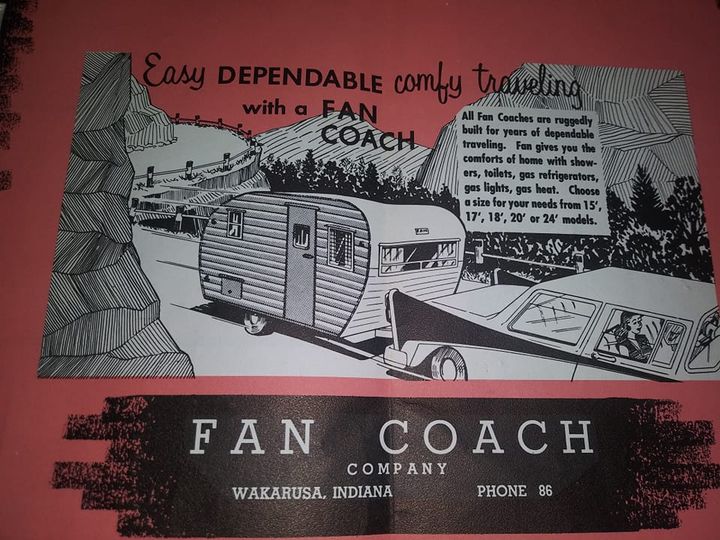 Easy DEPENDABLE comfy traveling
with a FAN
COACH
All Fan Coaches are ruggedly
built for years of dependable
traveling. Fan gives you the
comforts of home with show-
ers, toilets, gas refrigerators,
gas lights, gas heat. Choose
a size for your needs from 15',
17', 18', 20' or 24' models.
FAN
FAN COACH
COMPANY
WAKARUSA, INDIANA PHONE 86